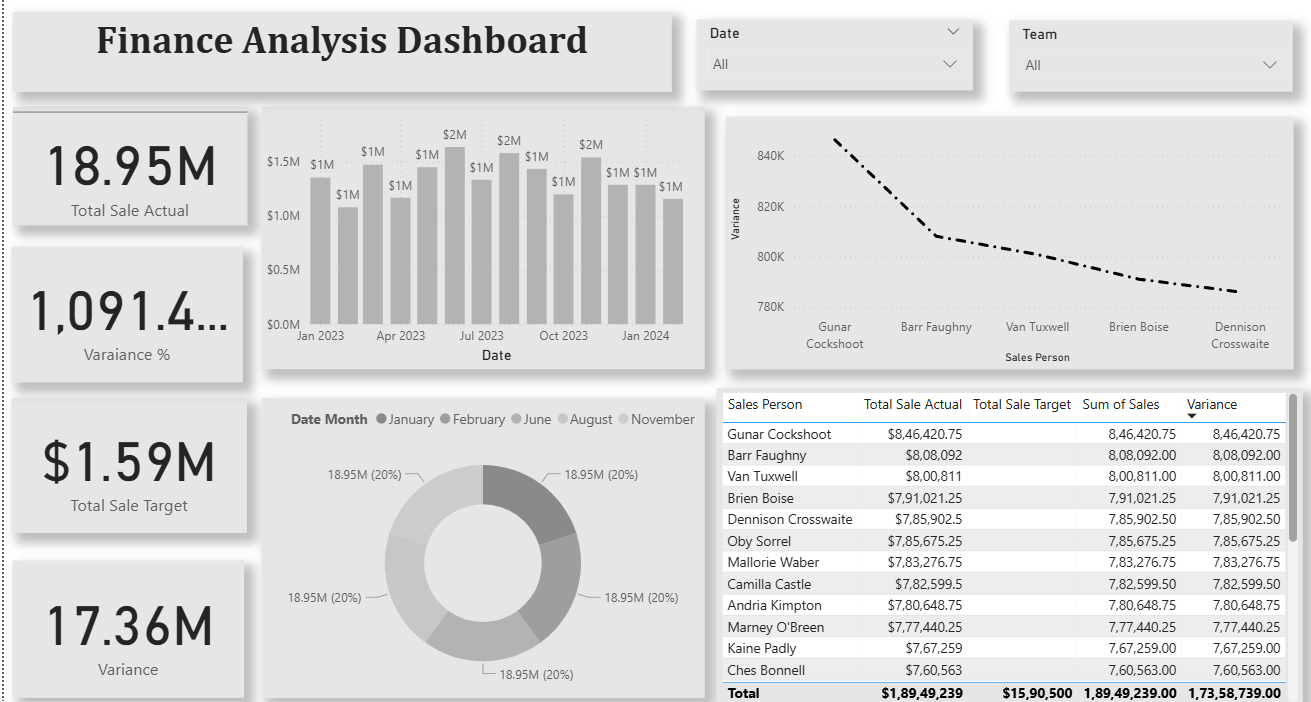 Finance Analysis Dashboard
Date
All
Team
All
18.95M
Total Sale Actual
1,091.4...
Varaiance %
$1.59M
Total Sale Target
17.36M
Variance
$2M
$2M
$2M
$1M
$1M
$1M
$1M
$1M
$1M
$1M
$1M
$1M
$1M
$1M
$1.5M
$1.0M
$0.5M
$0.0M
Jan 2023 Apr 2023 Jul 2023 Oct 2023 Jan 2024
Date
840K
820K
800K
780K
Variance
Gunar Cockshoot
Barr Faughny
Van Tuxwell
Brien Boise
Dennison Crosswaite
Sales Person
Date Month January February June August November
18.95M (20%) 18.95M (20%)
18.95M (20%) 18.95M (20%)
18.95M (20%)
Sales Person Total Sale Actual Total Sale Target Sum of Sales Variance
Gunar Cockshoot $8,46,420.75 8,46,420.75 8,46,420.75
Barr Faughny $8,08,092 8,08,092.00 8,08,092.00
Van Tuxwell $8,00,811 8,00,811.00 8,00,811.00
Brien Boise $7,91,021.25 7,91,021.25 7,91,021.25
Dennison Crosswaite $7,85,902.5 7,85,902.50 7,85,902.50
Oby Sorrel $7,85,675.25 7,85,675.25 7,85,675.25
Mallorie Waber $7,83,276.75 7,83,276.75 7,83,276.75
Camilla Castle $7,82,599.5 7,82,599.50 7,82,599.50
Andria Kimpton $7,80,648.75 7,80,648.75 7,80,648.75
Marney O'Breen $7,77,440.25 7,77,440.25 7,77,440.25
Kaine Padly $7,67,259 7,67,259.00 7,67,259.00
Ches Bonnell $7,60,563 7,60,563.00 7,60,563.00
Total $1,89,49,239 $15,90,500 1,89,49,239.00 1,73,58,739.00